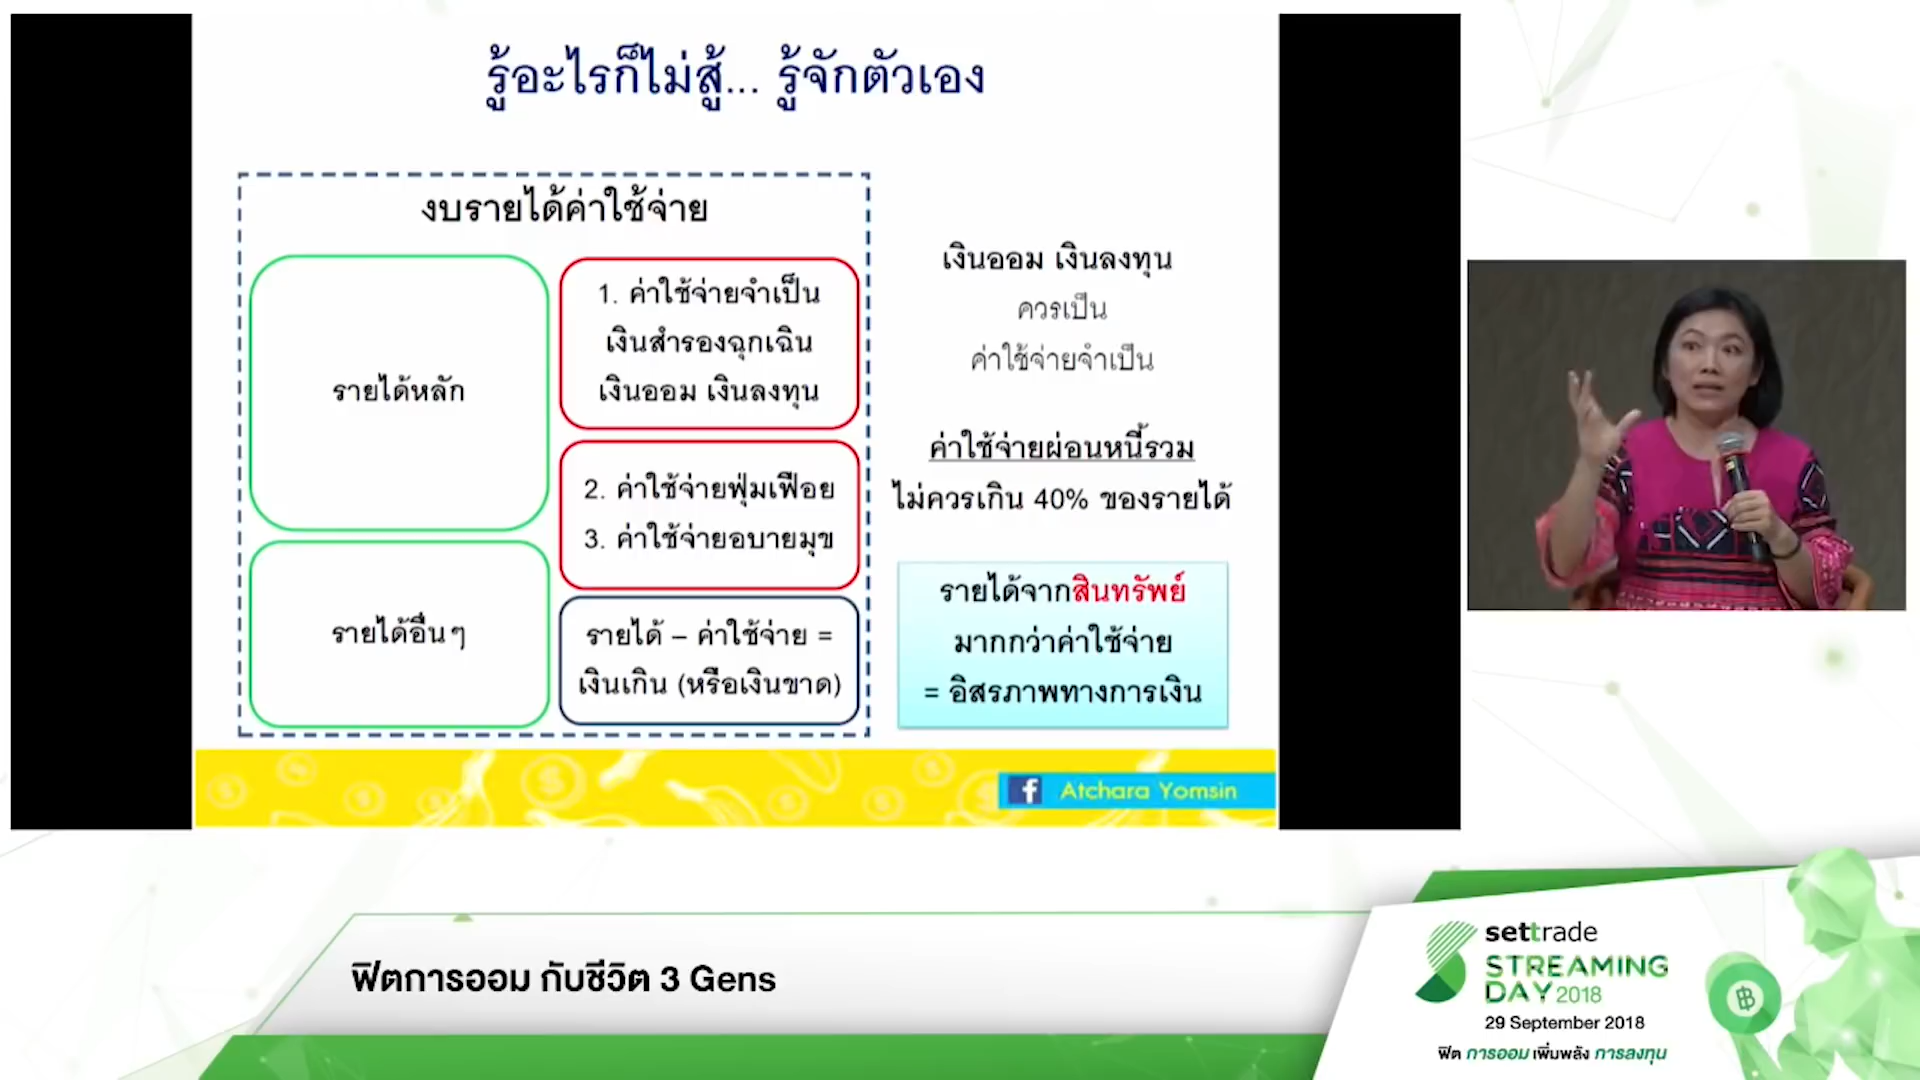 รู้อะไรก็ไม่สู้... รู้จักตัวเอง
งบรายได้ค่าใช้จ่าย
รายได้หลัก
รายได้อื่นๆ
1. ค่าใช้จ่ายจำเป็น
เงินสำรองฉุกเฉิน
เงินออม เงินลงทุน
2. ค่าใช้จ่ายฟุ่มเฟือย
3. ค่าใช้จ่ายอบายมุข
รายได้ – ค่าใช้จ่าย =
เงินเกิน (หรือเงินขาด)
เงินออม เงินลงทุน
ควรเป็น
ค่าใช้จ่ายจำเป็น
ค่าใช้จ่ายผ่อนหนี้รวม
ไม่ควรเกิน 40% ของรายได้
รายได้จากสินทรัพย์
มากกว่าค่าใช้จ่าย
= อิสรภาพทางการเงิน
f Atchara Yomsin
ฟิตการออม กับชีวิต 3 Gens
settrade
STREAMING
DAY 2018
29 September 2018
ฟิต การออม เพิ่มพลัง การลงทุน